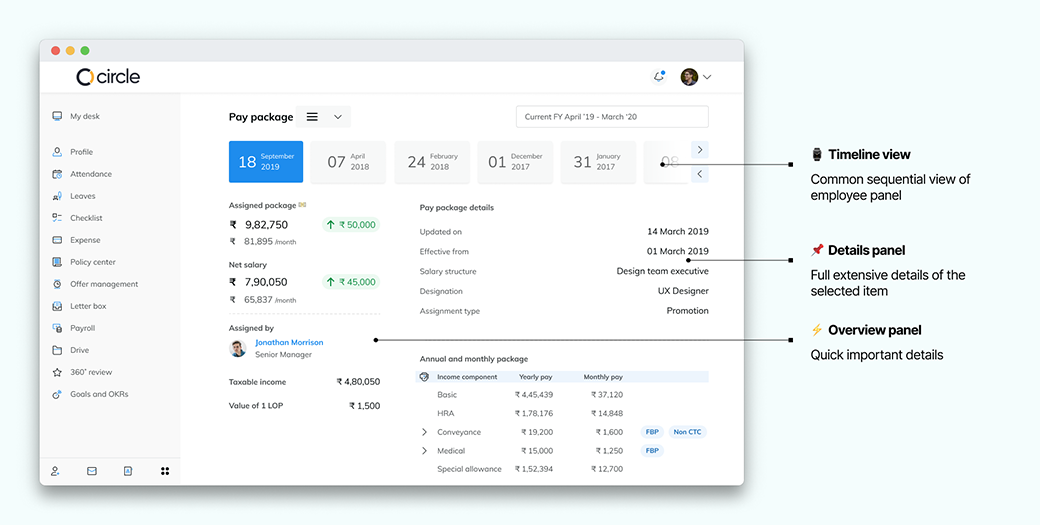 circle
My desk
Profile
Attendance
Leaves
Checklist
Expense
Policy center
Offer management
Letter box
Payroll
Drive
360° review
Goals and OKRs
Pay package
Current FY April '19 - March '20
18 September 2019
07 April 2018
24 February 2018
01 December 2017
31 January 2017
08
Assigned package
₹ 9,82,750 ↑ ₹ 50,000
₹ 81,895 /month
Net salary
₹ 7,90,050 ↑ ₹ 45,000
₹ 65,837 /month
Assigned by
Jonathan Morrison
Senior Manager
Taxable income ₹ 4,80,050
Value of 1 LOP ₹ 1,500
Pay package details
Updated on 14 March 2019
Effective from 01 March 2019
Salary structure Design team executive
Designation UX Designer
Assignment type Promotion
Annual and monthly package
Income component Yearly pay Monthly pay
Basic ₹ 4,45,439 ₹ 37,120
HRA ₹ 1,78,176 ₹ 14,848
Conveyance ₹ 19,200 ₹ 1,600 FBP Non CTC
Medical ₹ 15,000 ₹ 1,250 FBP
Special allowance ₹ 1,52,394 ₹ 12,700
Timeline view
Common sequential view of
employee panel
Details panel
Full extensive details of the
selected item
Overview panel
Quick important details